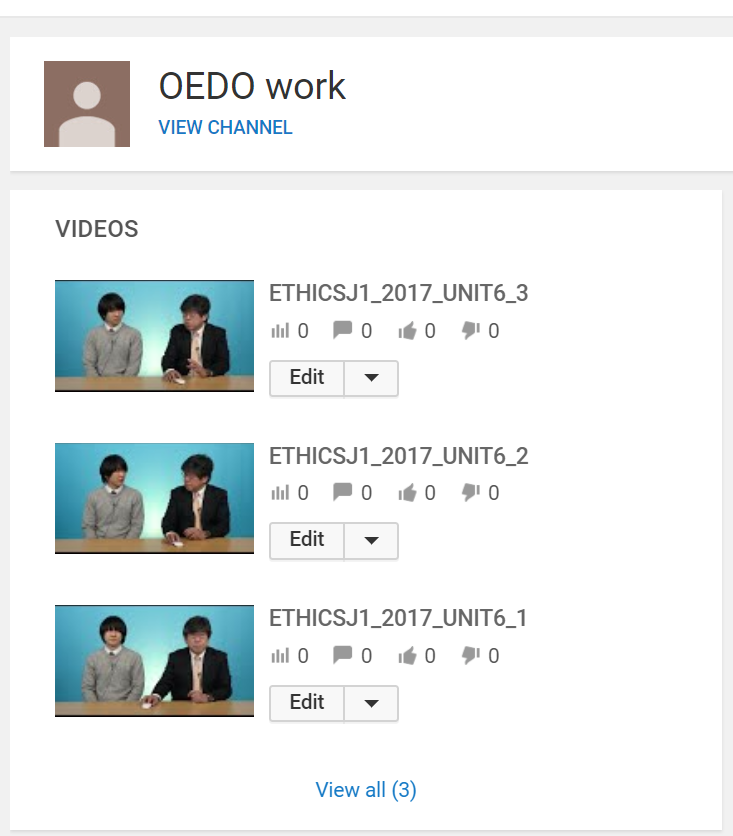 OEDO work
VIEW CHANNEL
VIDEOS
ETHICSJ1_2017_UNIT6_3
0 0 0 0
Edit
ETHICSJ1_2017_UNIT6_2
0 0 0 0
Edit
ETHICSJ1_2017_UNIT6_1
0 0 0 0
Edit
View all (3)